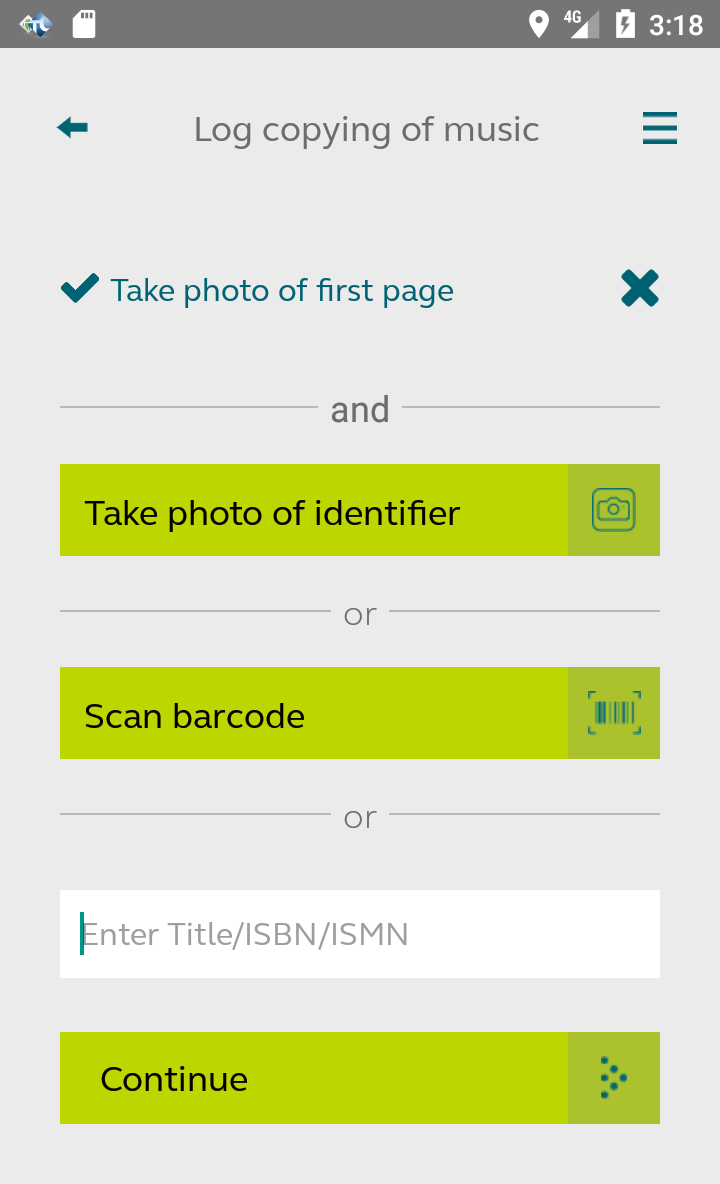 4G 3:18
Log copying of music
Take photo of first page
and
Take photo of identifier
or
Scan barcode
or
Enter Title/ISBN/ISMN
Continue